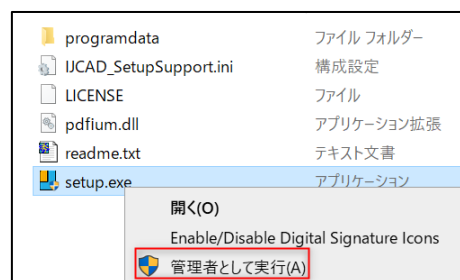 programdata ファイル フォルダー
IJCAD_SetupSupport.ini 構成設定
LICENSE ファイル
pdfium.dll アプリケーション拡張
readme.txt テキスト文書
setup.exe アプリケーション
開く(O)
Enable/Disable Digital Signature Icons
管理者として実行(A)